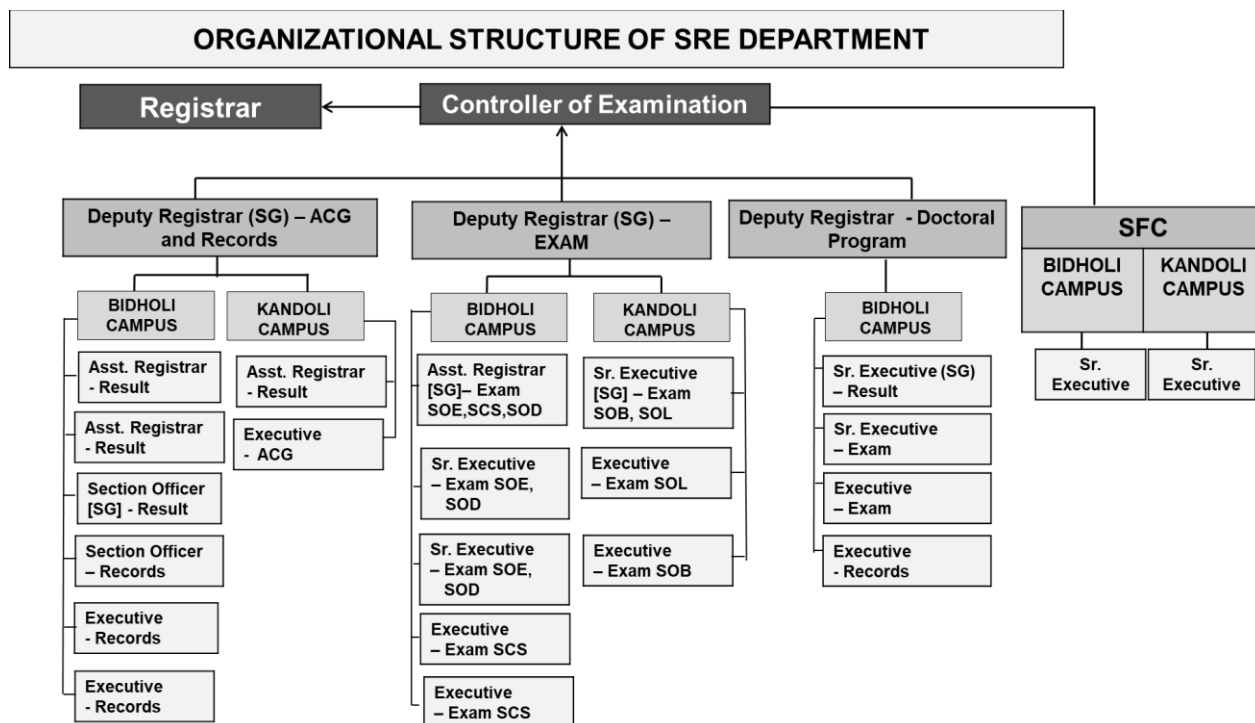 ORGANIZATIONAL STRUCTURE OF SRE DEPARTMENT
Registrar
Controller of Examination
Deputy Registrar (SG) – ACG
and Records
BIDHOLI
CAMPUS
Asst. Registrar
- Result
Asst. Registrar
- Result
Section Officer
[SG] - Result
Section Officer
– Records
Executive
- Records
Executive
- Records
KANDOLI
CAMPUS
Asst. Registrar
- Result
Executive
- ACG
Deputy Registrar (SG) –
EXAM
BIDHOLI
CAMPUS
Asst. Registrar
[SG]– Exam
SOE,SCS,SOD
Sr. Executive
– Exam SOE,
SOD
Sr. Executive
– Exam SOE,
SOD
Executive
– Exam SCS
Executive
– Exam SCS
KANDOLI
CAMPUS
Sr. Executive
[SG] – Exam
SOB, SOL
Executive
– Exam SOL
Executive
– Exam SOB
Deputy Registrar - Doctoral
Program
BIDHOLI
CAMPUS
Sr. Executive (SG)
– Result
Sr. Executive
– Exam
Executive
– Exam
Executive
- Records
SFC
BIDHOLI
CAMPUS
Sr.
Executive
KANDOLI
CAMPUS
Sr.
Executive